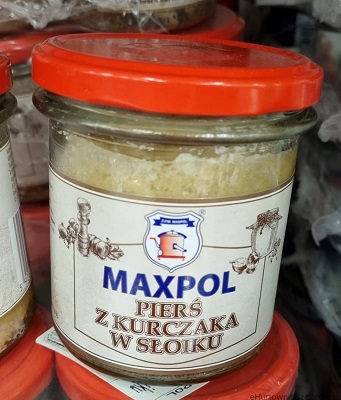 MAXPOL
PIERŚ
Z KURCZAKA
W SŁOIKU